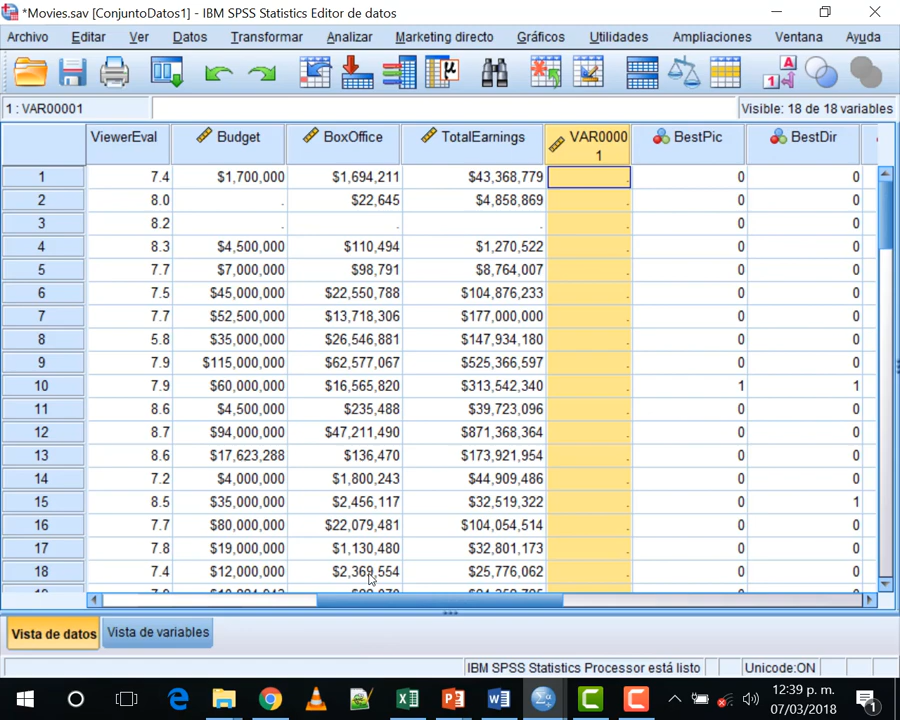 *Movies.sav [ConjuntoDatos1] - IBM SPSS Statistics Editor de datos
Archivo Editar Ver Datos Transformar Analizar Marketing directo Gráficos Utilidades Ampliaciones Ventana Ayuda
1 : VAR00001 Visible: 18 de 18 variables
ViewerEval Budget BoxOffice TotalEarnings VAR0000 BestPic BestDir
1
1 7.4 $1,700,000 $1,694,211 $43,368,779 . 0 0
2 8.0 . $22,645 $4,858,869 . 0 0
3 8.2 . . . . 0 0
4 8.3 $4,500,000 $110,494 $1,270,522 . 0 0
5 7.7 $7,000,000 $98,791 $8,764,007 . 0 0
6 7.5 $45,000,000 $22,550,788 $104,876,233 . 0 0
7 7.7 $52,500,000 $13,718,306 $177,000,000 . 0 0
8 5.8 $35,000,000 $26,546,881 $147,934,180 . 0 0
9 7.9 $115,000,000 $62,577,067 $525,366,597 . 0 0
10 7.9 $60,000,000 $16,565,820 $313,542,340 . 1 1
11 8.6 $4,500,000 $235,488 $39,723,096 . 0 0
12 8.7 $94,000,000 $47,211,490 $871,368,364 . 0 0
13 8.6 $17,623,288 $136,470 $173,921,954 . 0 0
14 7.2 $4,000,000 $1,800,243 $44,909,486 . 0 0
15 8.5 $35,000,000 $2,456,117 $32,519,322 . 0 1
16 7.7 $80,000,000 $22,079,481 $104,054,514 . 0 0
17 7.8 $19,000,000 $1,130,480 $32,801,173 . 0 0
18 7.4 $12,000,000 $2,369,554 $25,776,062 . 0 0
Vista de datos Vista de variables
IBM SPSS Statistics Processor está listo Unicode:ON
12:39 p. m.
07/03/2018
1